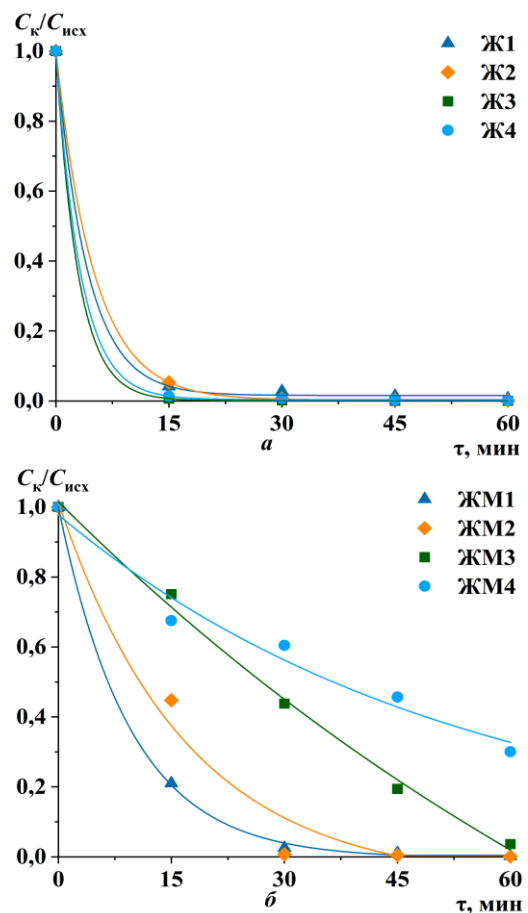 Cк/Cисх
1,0
0,8
0,6
0,4
0,2
0,0
Ж1
Ж2
Ж3
Ж4
0 15 30 45 60
а
τ, мин
Cк/Cисх
1,0
0,8
0,6
0,4
0,2
0,0
ЖМ1
ЖМ2
ЖМ3
ЖМ4
0 15 30 45 60
б
τ, мин